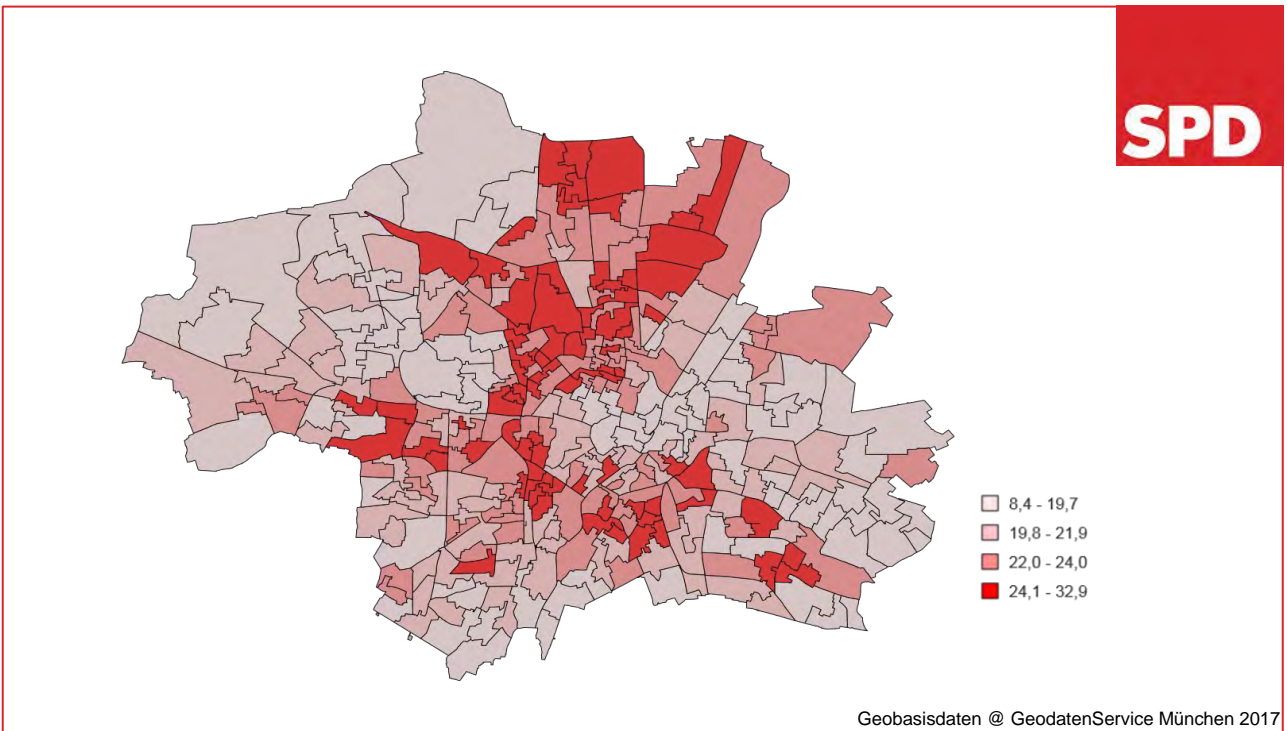 SPD
8,4 - 19,7
19,8 - 21,9
22,0 - 24,0
24,1 - 32,9
Geobasisdaten @ GeodatenService München 2017